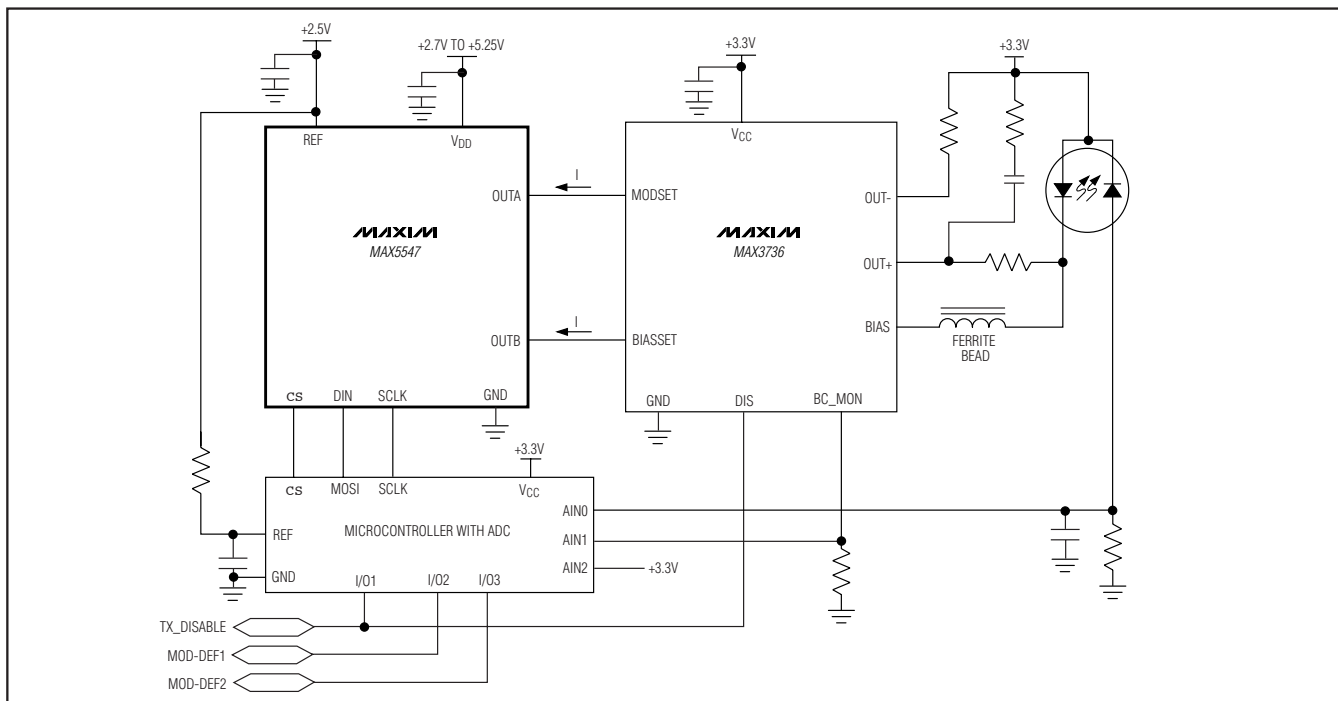 +2.5V
+2.7V TO +5.25V
+3.3V
+3.3V
REF
VDD
VCC
OUTA
I
MODSET
OUT-
MAXIM
MAX5547
MAXIM
MAX3736
OUT+
OUTB
I
BIASSET
BIAS
FERRITE
BEAD
CS
DIN
SCLK
GND
GND
DIS
BC_MON
+3.3V
CS
MOSI
SCLK
VCC
AIN0
REF
MICROCONTROLLER WITH ADC
AIN1
AIN2
+3.3V
GND
I/O1
I/O2
I/O3
TX_DISABLE
MOD-DEF1
MOD-DEF2